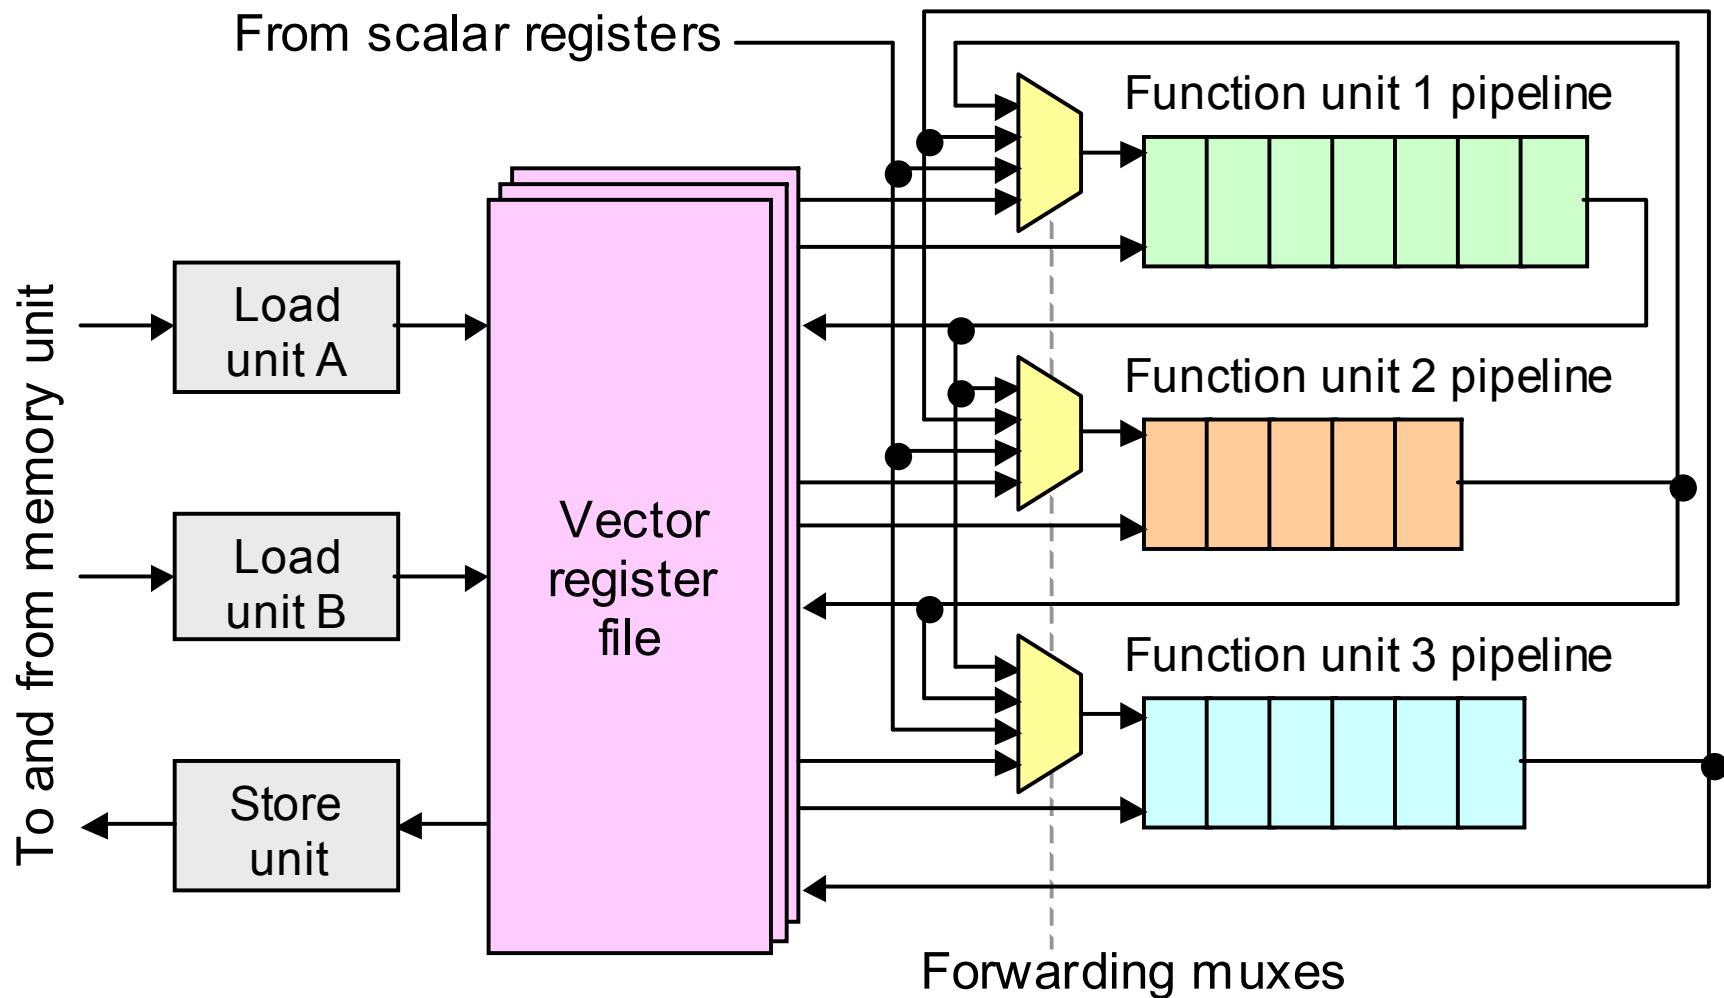 From scalar registers
Function unit 1 pipeline
To and from memory unit
Load
unit A
Function unit 2 pipeline
Load
unit B
Vector
register
file
Function unit 3 pipeline
Store
unit
Forwarding muxes